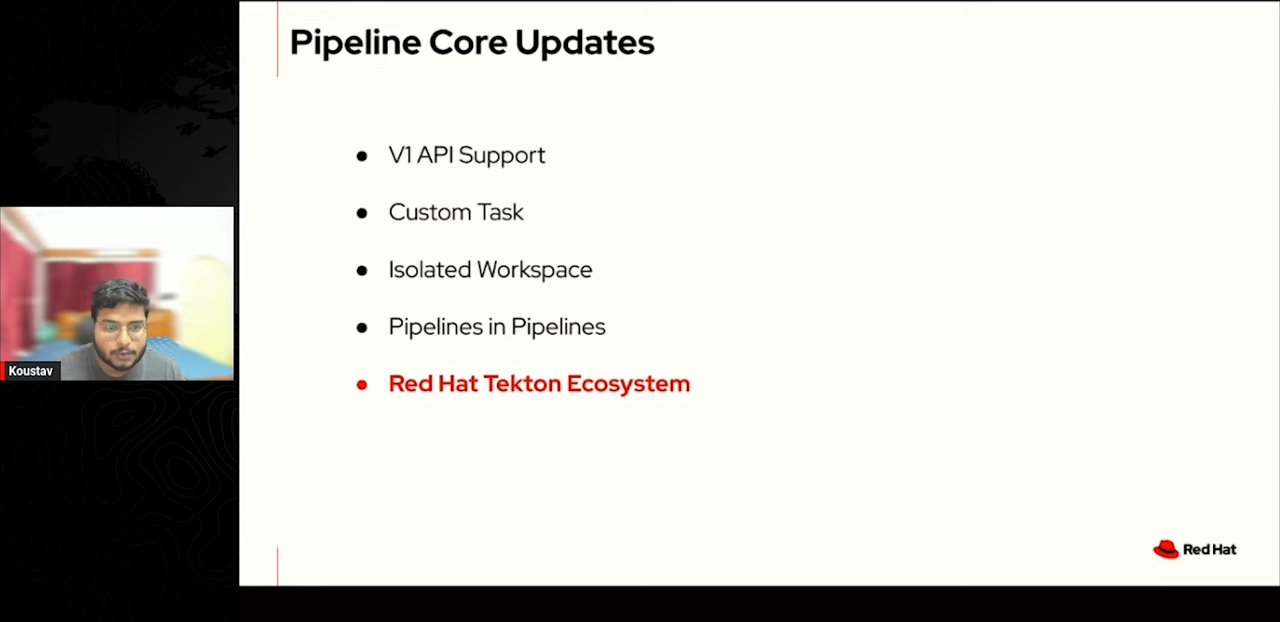 Pipeline Core Updates
V1 API Support
Custom Task
Isolated Workspace
Pipelines in Pipelines
Red Hat Tekton Ecosystem
Koustav
Red Hat